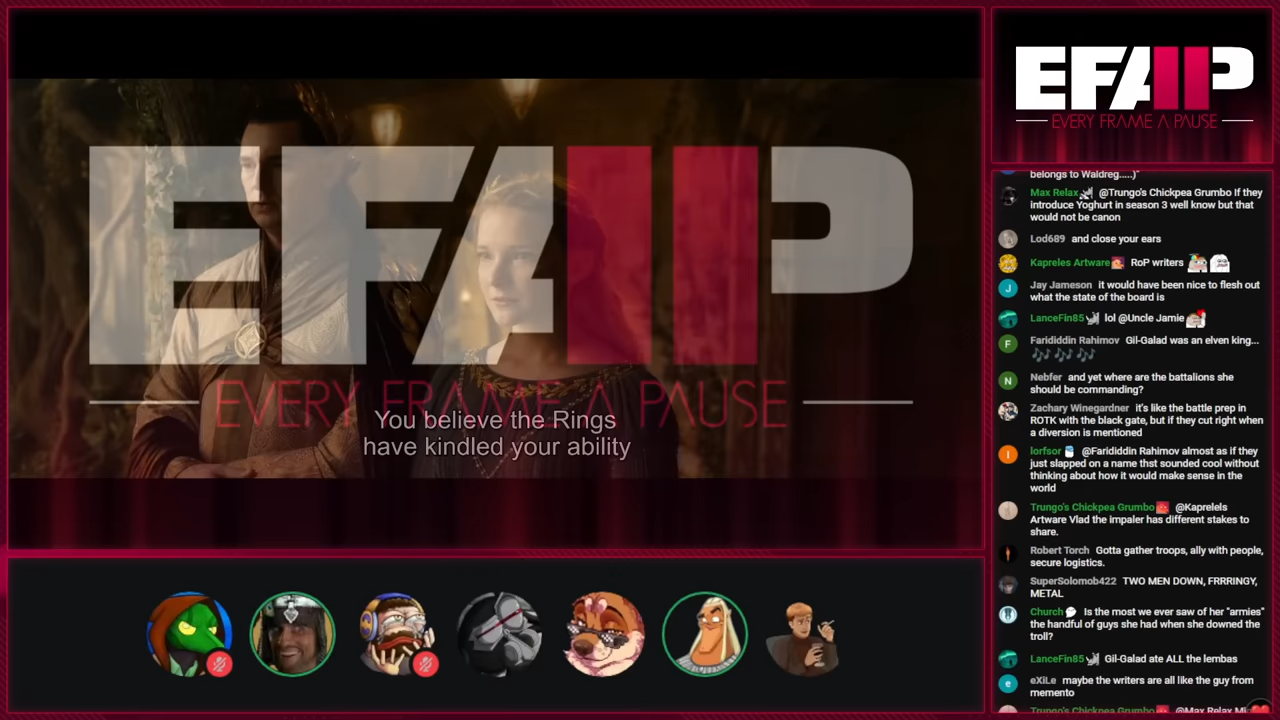 EFAP
EVERY FRAME A PAUSE
You believe the Rings
have kindled your ability
EFAP
EVERY FRAME A PAUSE
belongs to Waldreg.....)"
Max Relax @Trungo's Chickpea Grumbo If they
introduce Yoghurt in season 3 well know but that
would not be canon
Lod689 and close your ears
Kapreles Artware RoP writers
J
Jay Jameson it would have been nice to flesh out
what the state of the board is
LanceFin85 lol @Uncle Jamie
F
Farididdin Rahimov Gil-Galad was an elven king...
N
Nebfer and yet where are the battalions she
should be commanding?
Zachary Winegardner it's like the battle prep in
ROTK with the black gate, but if they cut right when
a diversion is mentioned
l
lorfsor @Farididdin Rahimov almost as if they
just slapped on a name thst sounded cool without
thinking about how it would make sense in the
world
Trungo's Chickpea Grumbo @Kaprelels
Artware Vlad the Impaler has different stakes to
share.
Robert Torch Gotta gather troops, ally with people,
secure logistics.
SuperSolomob422 TWO MEN DOWN, FRRRINGY,
METAL
Church Is the most we ever saw of her "armies"
the handful of guys she had when she downed the
troll?
LanceFin85 Gil-Galad ate ALL the lembas
e
eXiLe maybe the writers are all like the guy from
memento
Trungo's Chickpea Grumbo @Max Relax